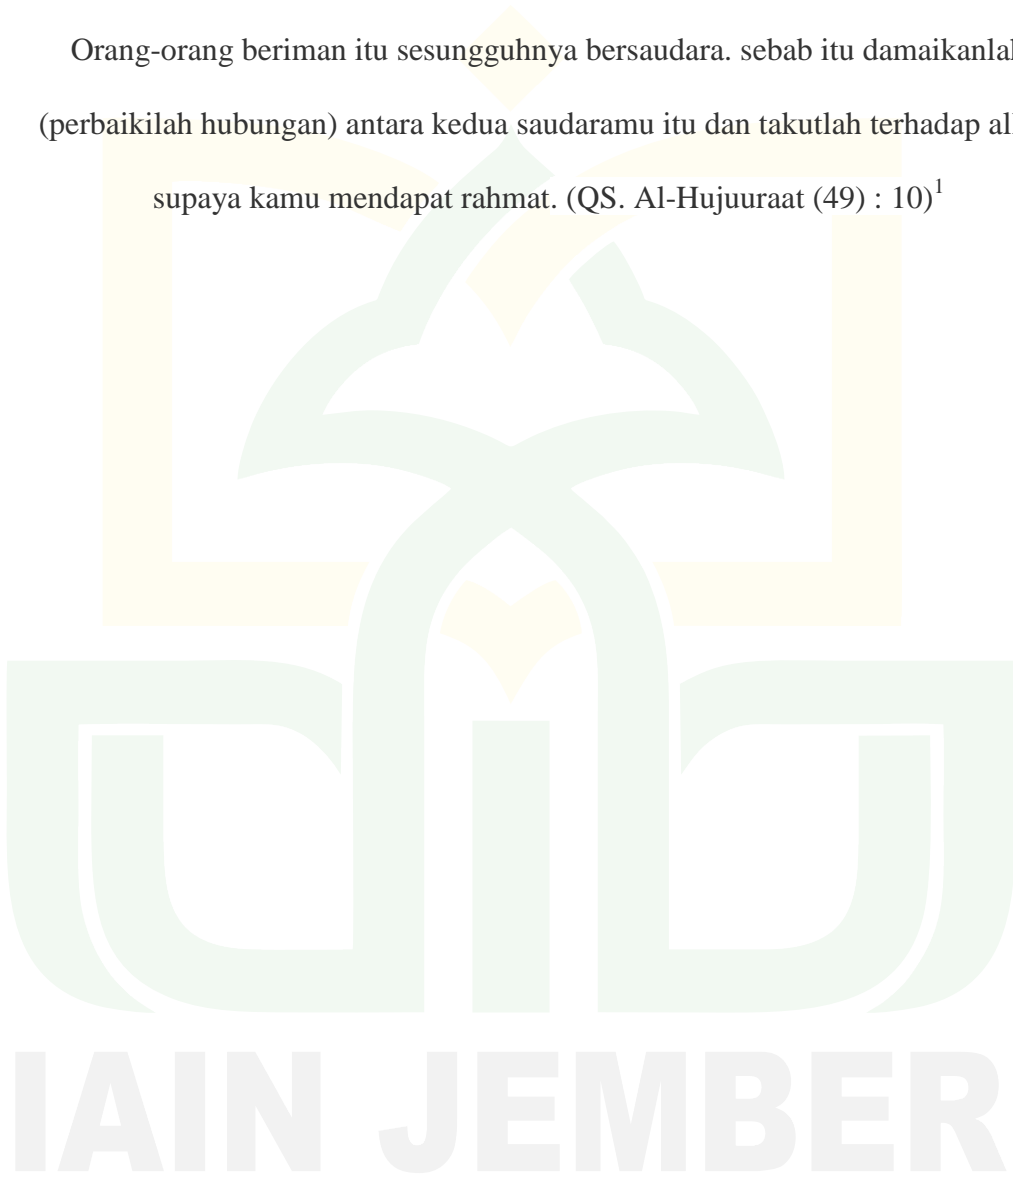 Orang-orang beriman itu sesungguhnya bersaudara. sebab itu
(perbaikilah hubungan) antara kedua saudaramu itu dan takutlah terhadap
supaya kamu mendapat rahmat. (QS. Al-Hujuuraat (49) : 10)1
IAIN JEMBER